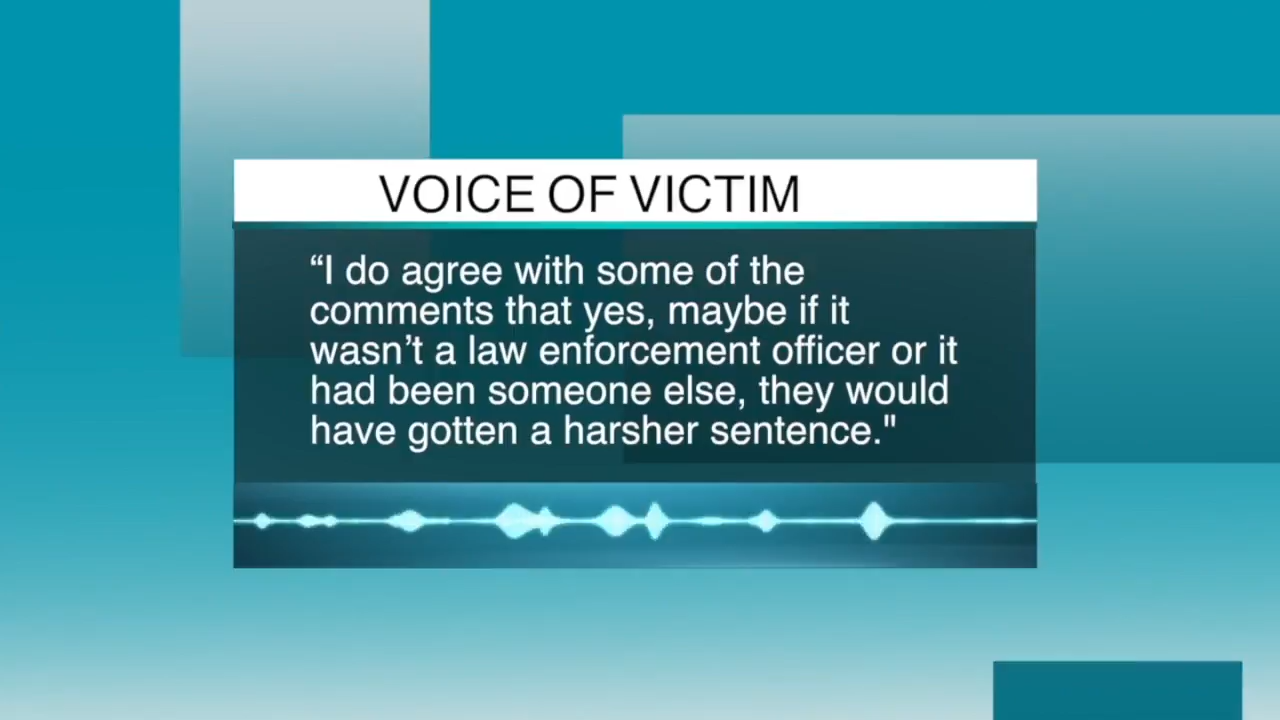 VOICE OF VICTIM
“I do agree with some of the
comments that yes, maybe if it
wasn’t a law enforcement officer or it
had been someone else, they would
have gotten a harsher sentence."